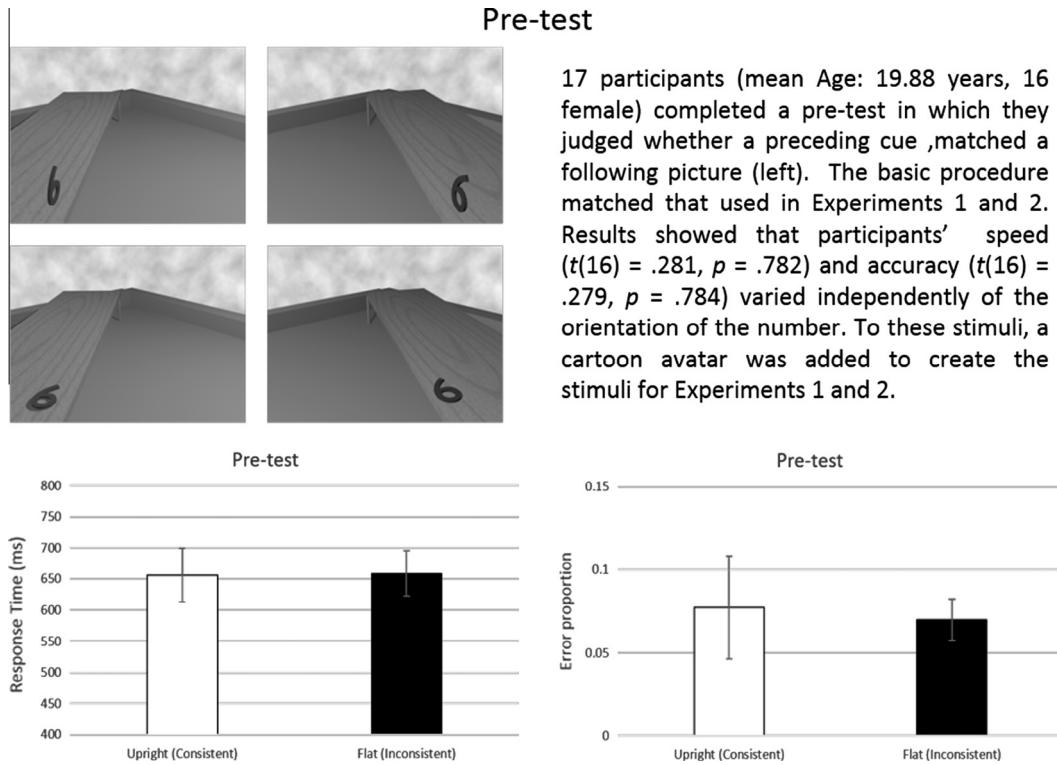 Pre-test
6
6
6
6
17 participants (mean Age: 19.88 years, 16
female) completed a pre-test in which they
judged whether a preceding cue ,matched a
following picture (left). The basic procedure
matched that used in Experiments 1 and 2.
Results showed that participants’ speed
(t(16) = .281, p = .782) and accuracy (t(16) =
.279, p = .784) varied independently of the
orientation of the number. To these stimuli, a
cartoon avatar was added to create the
stimuli for Experiments 1 and 2.
Pre-test
800
750
700
650
600
550
500
450
400
Response Time (ms)
Upright (Consistent) Flat (Inconsistent)
Pre-test
0.15
0.1
0.05
0
Error proportion
Upright (Consistent) Flat (Inconsistent)